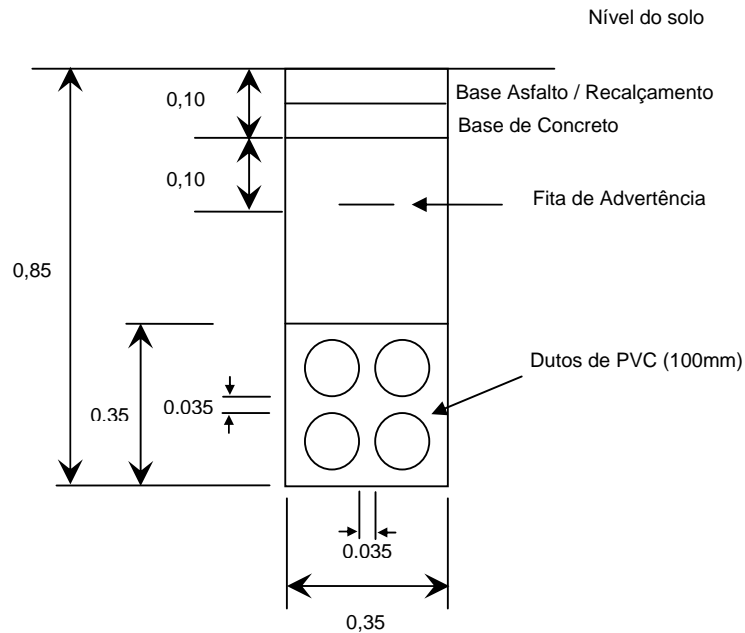 Nível do solo
0,10
Base Asfalto / Recalçamento
Base de Concreto
0,10
Fita de Advertência
0,85
Dutos de PVC (100mm)
0.35
0.035
0.035
0,35